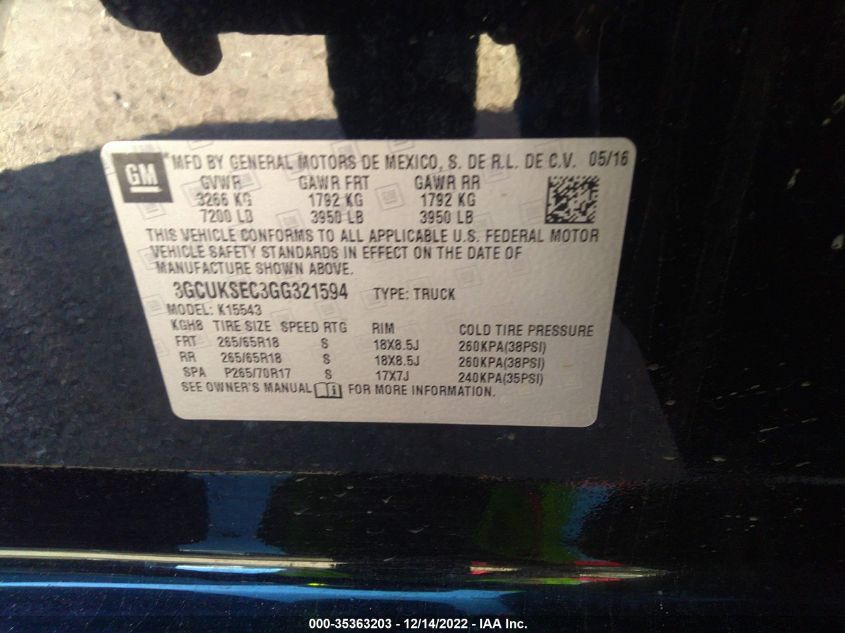 GM
MFD BY GENERAL MOTORS DE MEXICO, S. DE R.L. DE C.V. 05/16
GVWR GAWR FRT GAWR RR
3266 KG 1792 KG 1792 KG
7200 LB 3950 LB 3950 LB
THIS VEHICLE CONFORMS TO ALL APPLICABLE U.S. FEDERAL MOTOR
VEHICLE SAFETY STANDARDS IN EFFECT ON THE DATE OF
MANUFACTURE SHOWN ABOVE.
3GCUKSEC3GG321594 TYPE: TRUCK
MODEL: K15543
KGHB TIRE SIZE SPEED RTG RIM COLD TIRE PRESSURE
FRT 265/65R18 S 18X8.5J 260KPA(38PSI)
RR 265/65R18 S 18X8.5J 260KPA(38PSI)
SPA P265/70R17 S 17X7J 240KPA(35PSI)
SEE OWNER'S MANUAL FOR MORE INFORMATION.
000-35363203 - 12/14/2022 - IAA Inc.